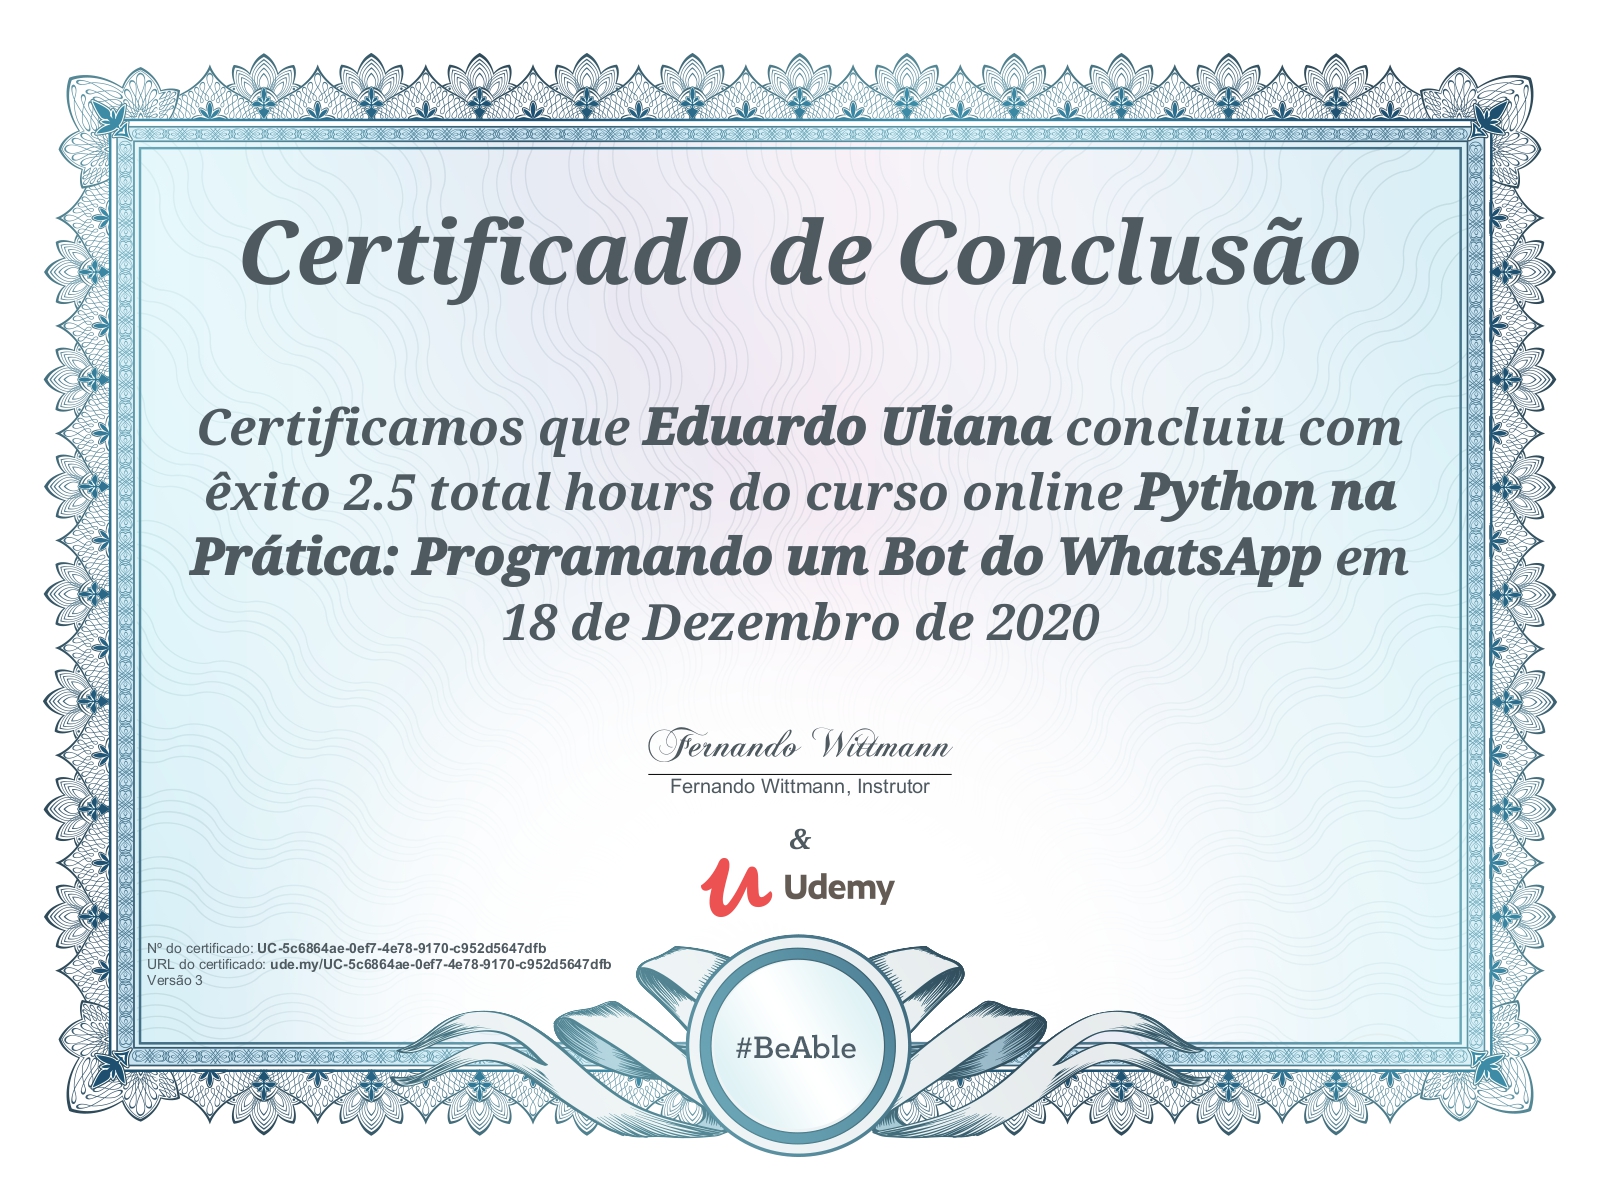 Certificado de Conclusão
Certificamos que Eduardo Uliana concluiu com
êxito 2.5 total hours do curso online Python na
Prática: Programando um Bot do WhatsApp em
18 de Dezembro de 2020
Fernando Wittmann
Fernando Wittmann, Instrutor
&
Udemy
Nº do certificado: UC-5c6864ae-0ef7-4e78-9170-c952d5647dfb
URL do certificado: ude.my/UC-5c6864ae-0ef7-4e78-9170-c952d5647dfb
Versão 3
#BeAble